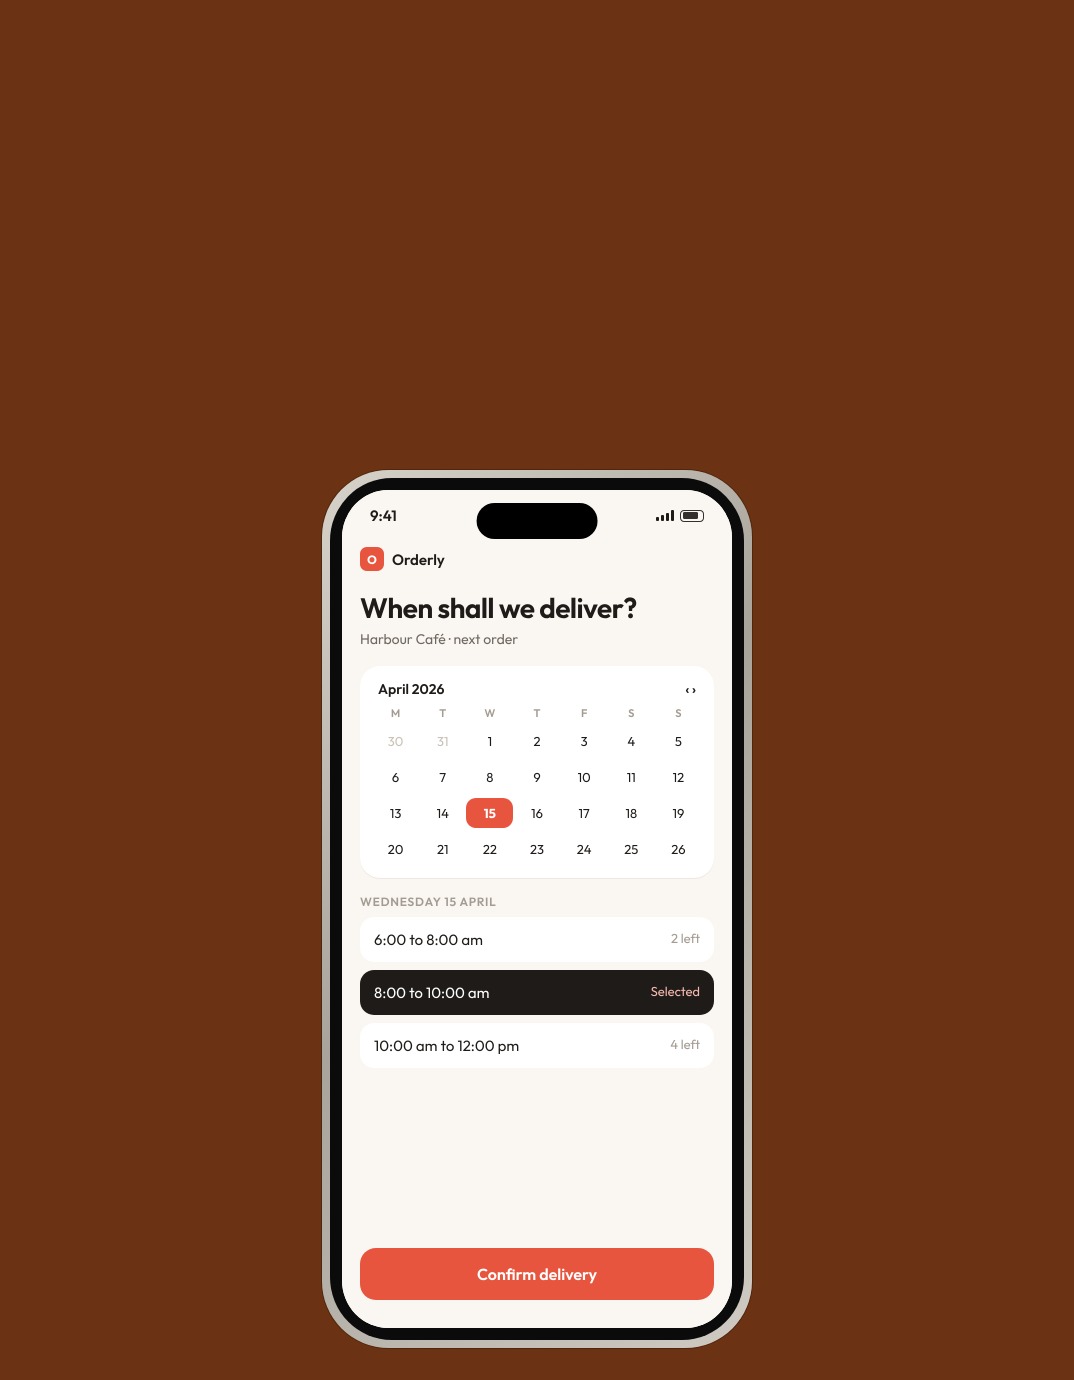 9:41
O Orderly
When shall we deliver?
Harbour Café · next order
April 2026 ‹ ›
M T W T F S S
30 31 1 2 3 4 5
6 7 8 9 10 11 12
13 14 15 16 17 18 19
20 21 22 23 24 25 26
WEDNESDAY 15 APRIL
6:00 to 8:00 am 2 left
8:00 to 10:00 am Selected
10:00 am to 12:00 pm 4 left
Confirm delivery